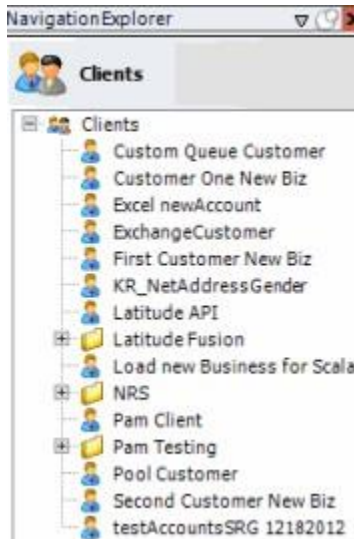 NavigationExplorer
Clients
Clients
Custom Queue Customer
Customer One New Biz
Excel newAccount
ExchangeCustomer
First Customer New Biz
KR_NetAddressGender
Latitude API
Latitude Fusion
Load new Business for Scala
NRS
Pam Client
Pam Testing
Pool Customer
Second Customer New Biz
testAccountsSRG 12182012